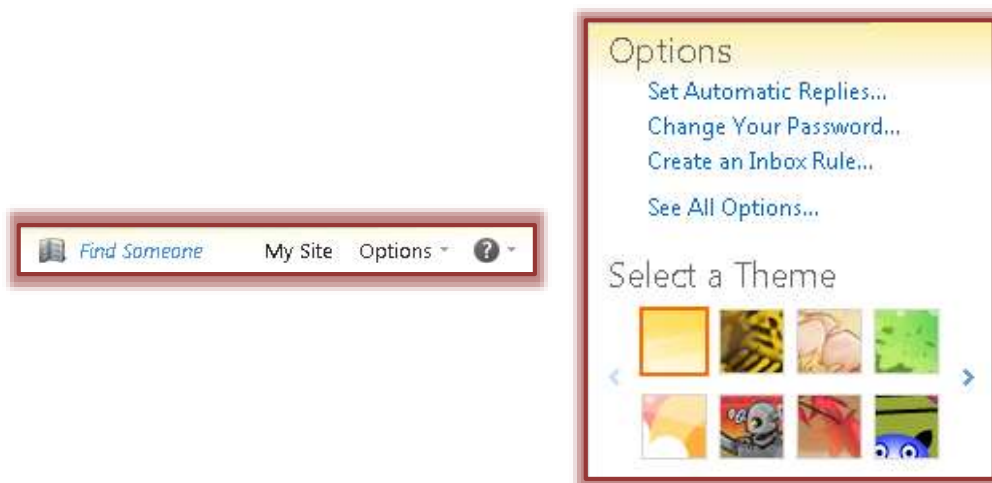 Find Someone My Site Options ?
Options
Set Automatic Replies...
Change Your Password...
Create an Inbox Rule...
See All Options...
Select a Theme